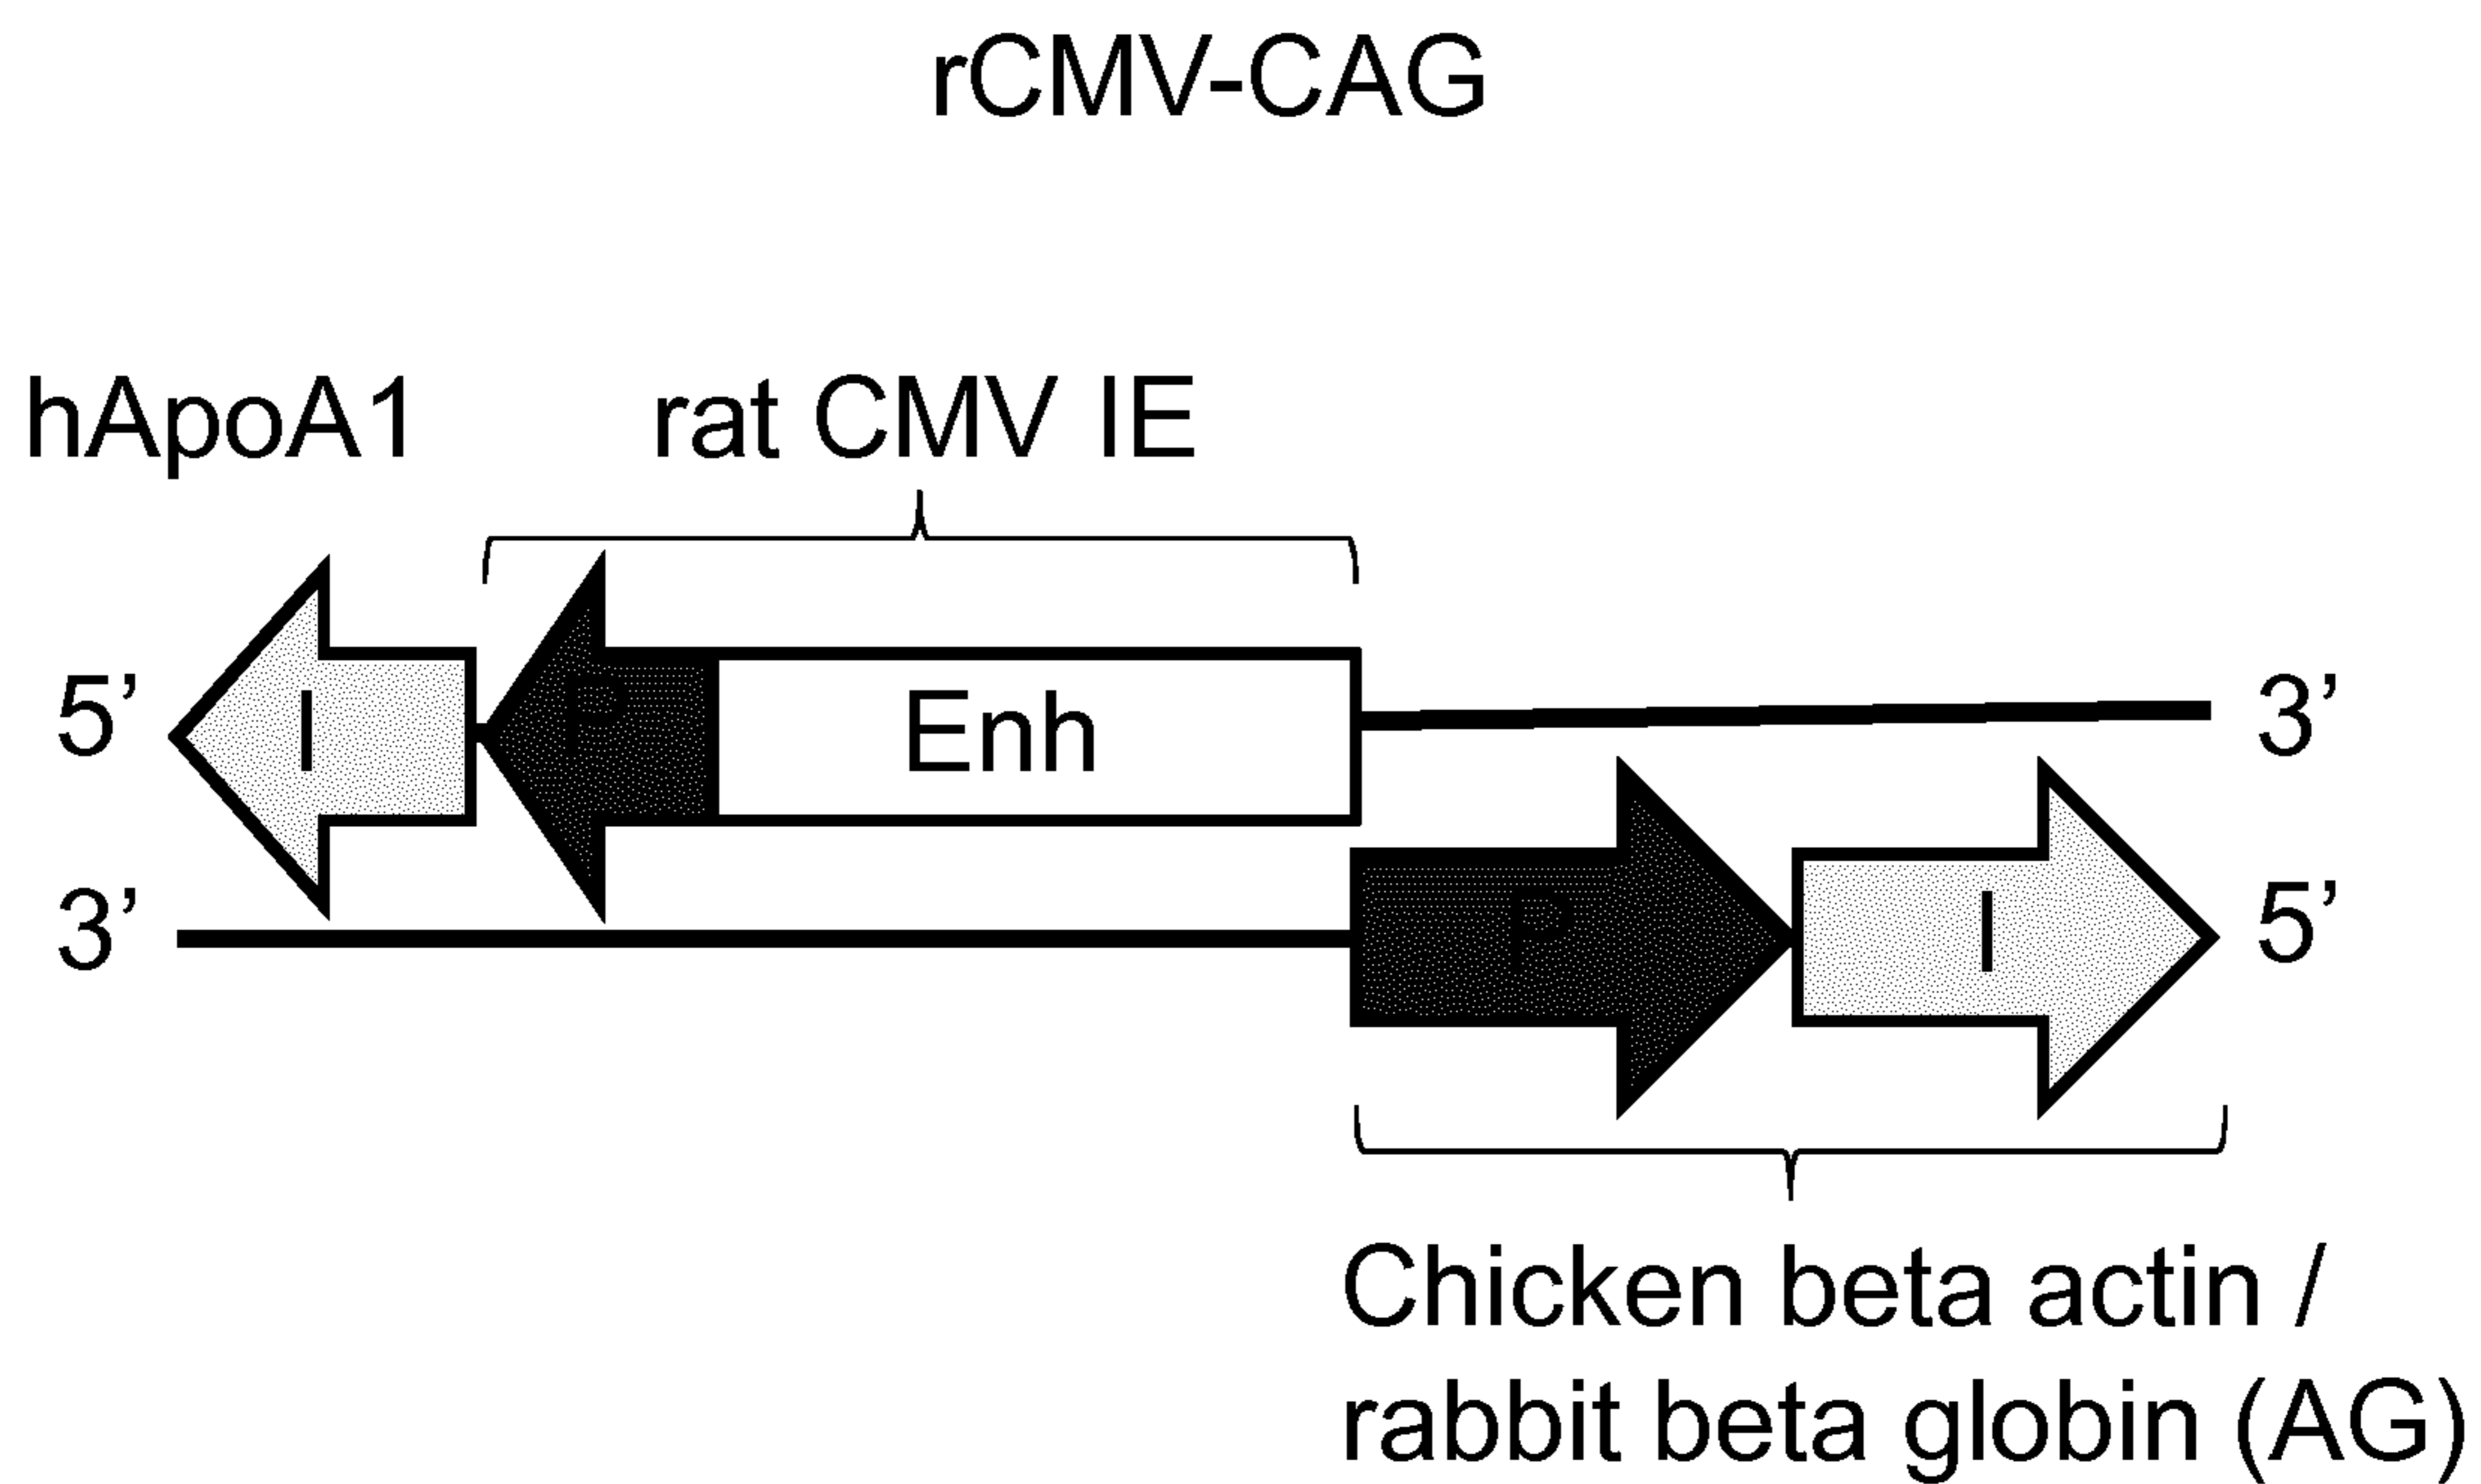 rCMV-CAG
hApoA1 rat CMV IE
5’ I P Enh 3’
3’ P I 5’
Chicken beta actin /
rabbit beta globin (AG)